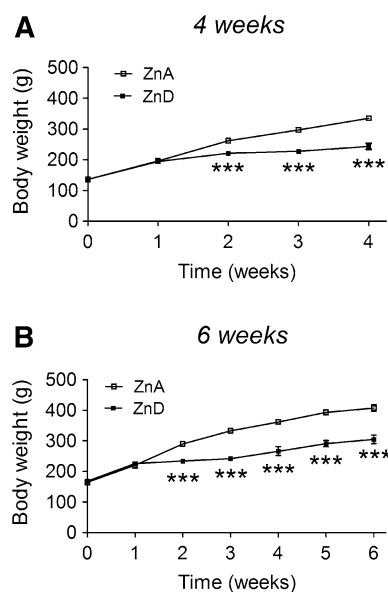 A
4 weeks
500
400
300
200
100
0
Body weight (g)
ZnA
ZnD
*** *** ***
0 1 2 3 4
Time (weeks)
B
6 weeks
500
400
300
200
100
0
Body weight (g)
ZnA
ZnD
*** *** *** *** ***
0 1 2 3 4 5 6
Time (weeks)